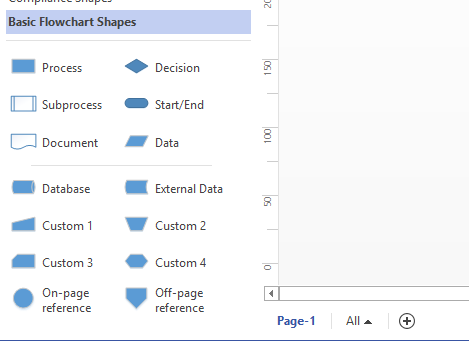 Compliance Shapes
Basic Flowchart Shapes
Process
Decision
Subprocess
Start/End
Document
Data
Database
External Data
Custom 1
Custom 2
Custom 3
Custom 4
On-page
reference
Off-page
reference
150
100
50
0
Page-1
All